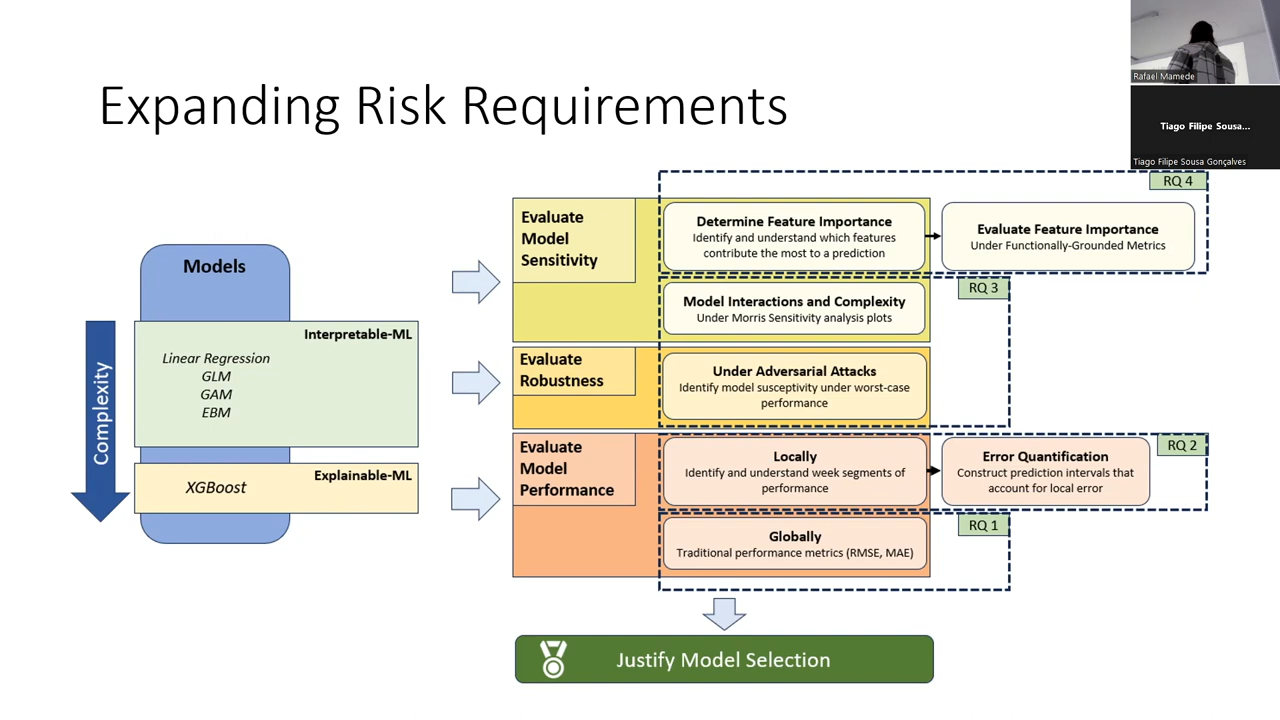 Expanding Risk Requirements
Rafael Mamede
Tiago Filipe Sousa...
Tiago Filipe Sousa Gonçalves
Models
Complexity
Interpretable-ML
Linear Regression
GLM
GAM
EBM
Explainable-ML
XGBoost
Evaluate
Model
Sensitivity
RQ 4
Determine Feature Importance
Identify and understand which features
contribute the most to a prediction
Evaluate Feature Importance
Under Functionally-Grounded Metrics
RQ 3
Model Interactions and Complexity
Under Morris Sensitivity analysis plots
Evaluate
Robustness
Under Adversarial Attacks
Identify model susceptivity under worst-case
performance
Evaluate
Model
Performance
RQ 2
Locally
Identify and understand week segments of
performance
Error Quantification
Construct prediction intervals that
account for local error
RQ 1
Globally
Traditional performance metrics (RMSE, MAE)
Justify Model Selection